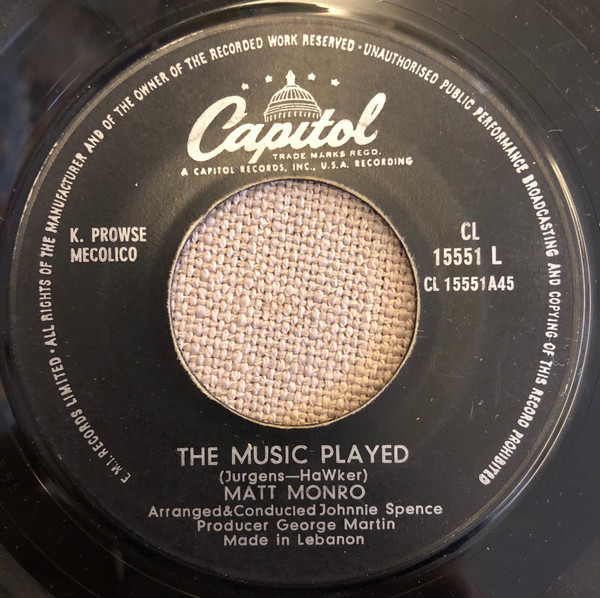 E.M.I. RECORDS LIMITED·ALL RIGHTS OF THE MANUFACTURER AND OF THE OWNER OF THE RECORDED WORK RESERVED·UNAUTHORISED PUBLIC PERFORMANCE BROADCASTING AND COPYING OF THIS RECORD PROHIBITED
Capitol
TRADE MARKS REGD.
A CAPITOL RECORDS, INC., U.S.A. RECORDING
K. PROWSE
MECOLICO
CL
15551 L
CL 15551A45
THE MUSIC PLAYED
(Jurgens—HaWker)
MATT MONRO
Arranged&Conducled Johnnie Spence
Producer George Martin
Made in Lebanon